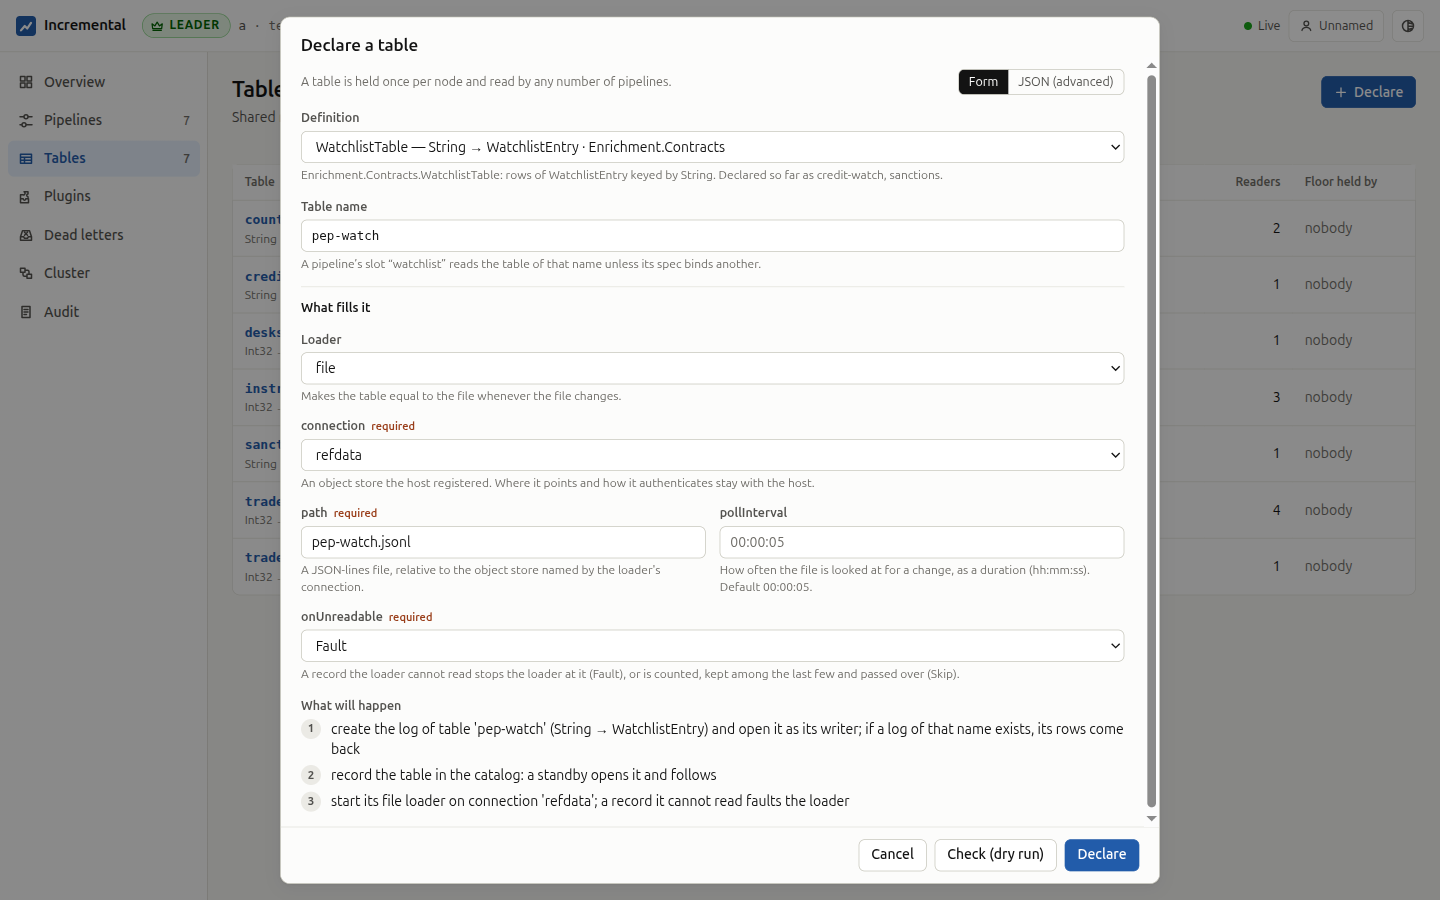 Incremental
LEADER
a · te
Live
Unnamed
Overview
Pipelines 7
Tables 7
Plugins
Dead letters
Cluster
Audit
Table
Shared
Declare
Table
Readers
Floor held by
count
String
2
nobody
credi
String
1
nobody
desks
Int32
1
nobody
instr
Int32
3
nobody
sanct
String
1
nobody
trade
Int32
4
nobody
trade
Int32
1
nobody
Declare a table
A table is held once per node and read by any number of pipelines.
Form
JSON (advanced)
Definition
WatchlistTable — String → WatchlistEntry · Enrichment.Contracts
Enrichment.Contracts.WatchlistTable: rows of WatchlistEntry keyed by String. Declared so far as credit-watch, sanctions.
Table name
pep-watch
A pipeline's slot “watchlist” reads the table of that name unless its spec binds another.
What fills it
Loader
file
Makes the table equal to the file whenever the file changes.
connection required
refdata
An object store the host registered. Where it points and how it authenticates stay with the host.
path required
pep-watch.jsonl
A JSON-lines file, relative to the object store named by the loader's
connection.
pollInterval
00:00:05
How often the file is looked at for a change, as a duration (hh:mm:ss).
Default 00:00:05.
onUnreadable required
Fault
A record the loader cannot read stops the loader at it (Fault), or is counted, kept among the last few and passed over (Skip).
What will happen
1 create the log of table 'pep-watch' (String → WatchlistEntry) and open it as its writer; if a log of that name exists, its rows come
back
2 record the table in the catalog: a standby opens it and follows
3 start its file loader on connection 'refdata'; a record it cannot read faults the loader
Cancel
Check (dry run)
Declare